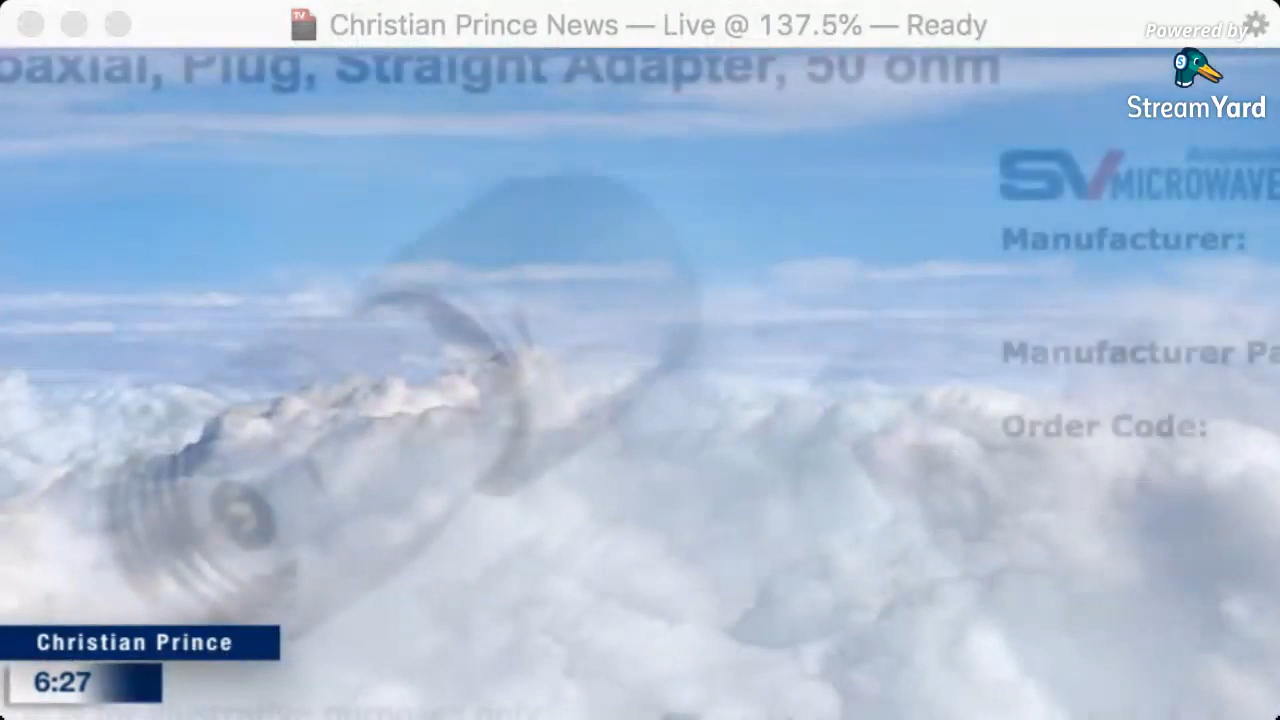 Christian Prince News — Live @ 137.5% — Ready
Powered by
StreamYard
oaxial, Plug, Straight Adapter, 50 ohm
SV MICROWAVE
Manufacturer:
Manufacturer Pa
Order Code:
Christian Prince
6:27